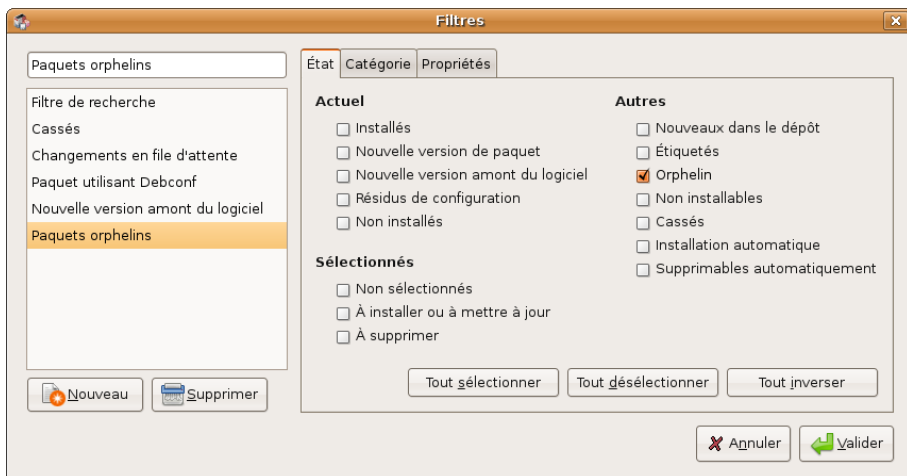 Filtres
Paquets orphelins
Filtre de recherche
Cassés
Changements en file d'attente
Paquet utilisant Debconf
Nouvelle version amont du logiciel
Paquets orphelins
Nouveau
Supprimer
État
Catégorie
Propriétés
Actuel
Installés
Nouvelle version de paquet
Nouvelle version amont du logiciel
Résidus de configuration
Non installés
Sélectionnés
Non sélectionnés
À installer ou à mettre à jour
À supprimer
Autres
Nouveaux dans le dépôt
Étiquetés
Orphelin
Non installables
Cassés
Installation automatique
Supprimables automatiquement
Tout sélectionner
Tout désélectionner
Tout inverser
Annuler
Valider